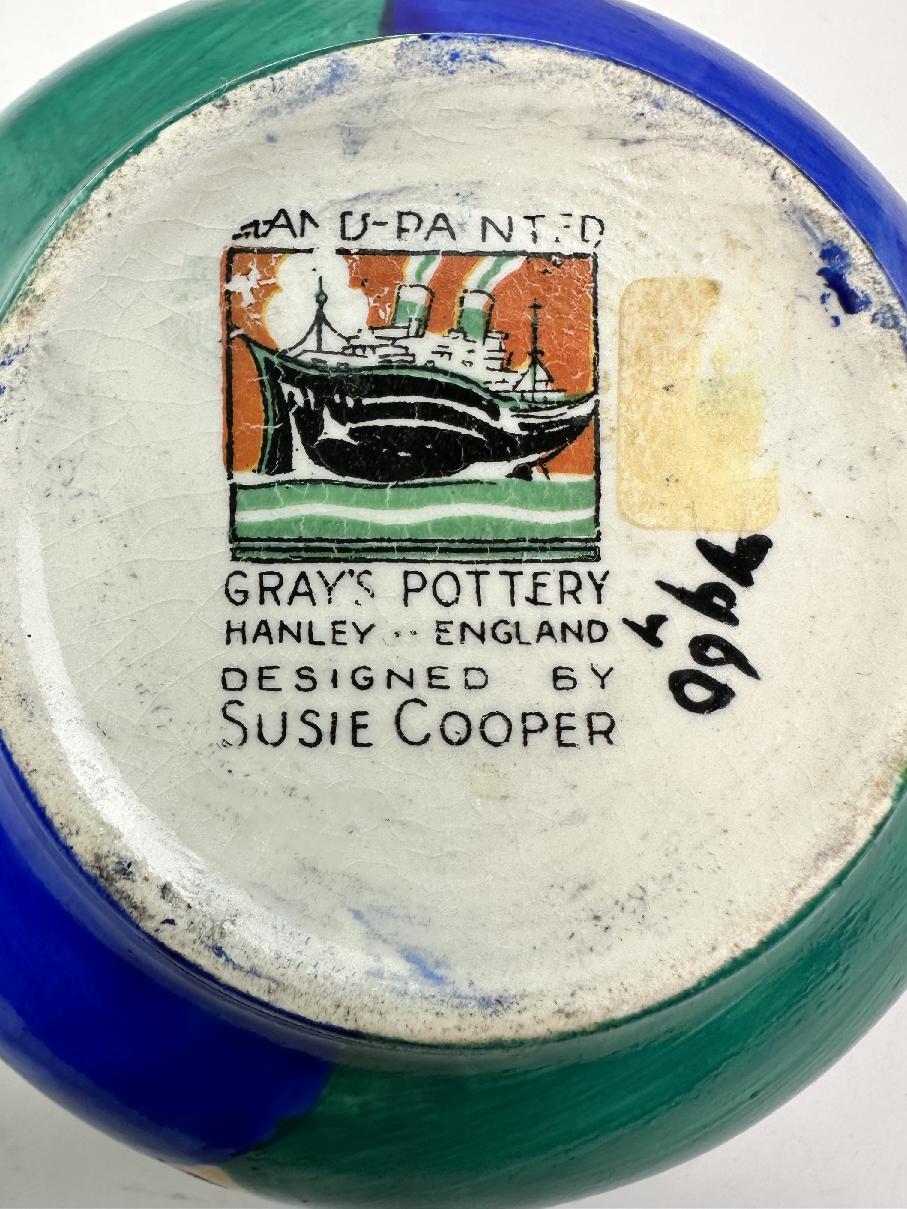 HAND-PAINTED
GRAY'S POTTERY
HANLEY · · ENGLAND
DESIGNED BY
SUSIE COOPER